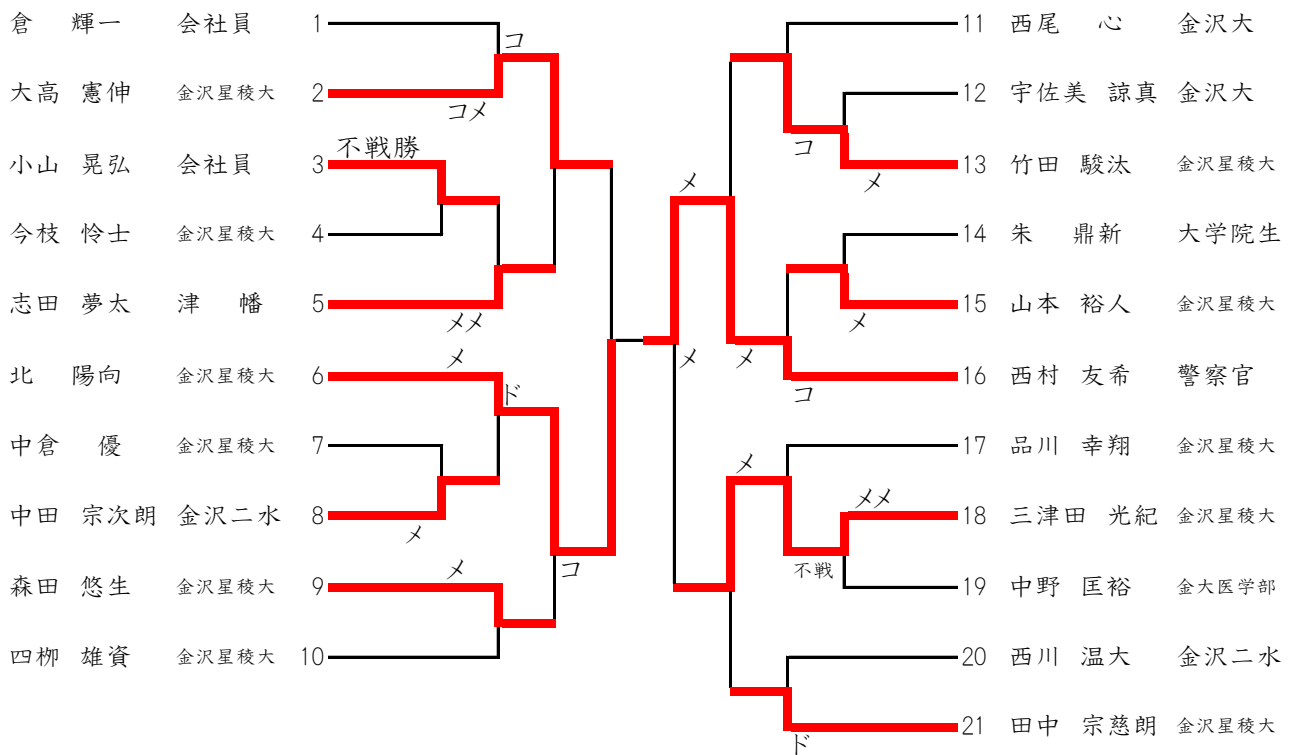 倉 輝一 会社員 1
コ
大高 憲伸 金沢星稜大 2
コメ
不戦勝
小山 晃弘 会社員 3
今枝 怜士 金沢星稜大 4
志田 夢太 津 幡 5
メメ
メ
北 陽向 金沢星稜大 6
ド
中倉 優 金沢星稜大 7
中田 宗次朗 金沢二水 8
メ
メ
コ
森田 悠生 金沢星稜大 9
四栁 雄資 金沢星稜大 10
11 西尾 心 金沢大
12 宇佐美 諒真 金沢大
コ
13 竹田 駿汰 金沢星稜大
メ
メ
14 朱 鼎新 大学院生
15 山本 裕人 金沢星稜大
メ
メ
メ
16 西村 友希 警察官
コ
17 品川 幸翔 金沢星稜大
メ
メメ
18 三津田 光紀 金沢星稜大
不戦
19 中野 匡裕 金大医学部
20 西川 温大 金沢二水
21 田中 宗慈朗 金沢星稜大
ド